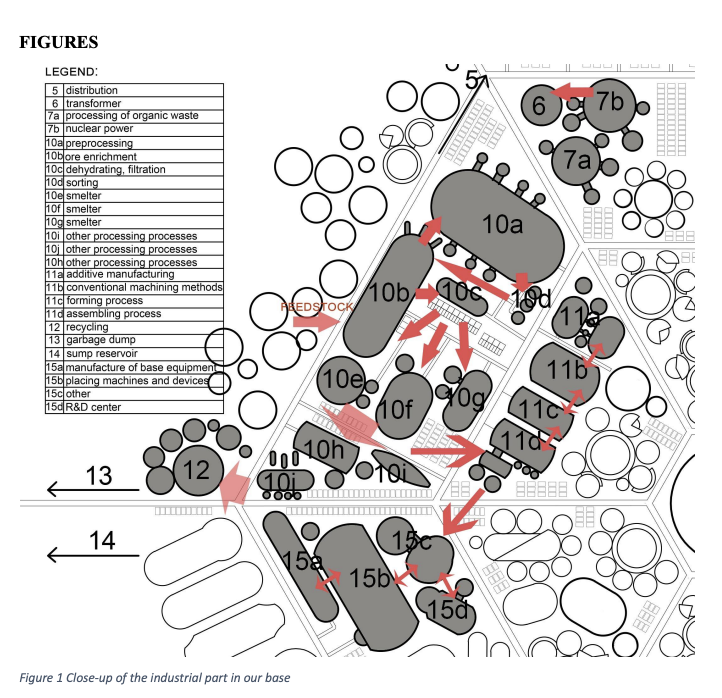 FIGURES
LEGEND:
5 distribution
6 transformer
7a processing of organic waste
7b nuclear power
10a preprocessing
10b ore enrichment
10c dehydrating, filtration
10d sorting
10e smelter
10f smelter
10g smelter
10i other processing processes
10j other processing processes
10h other processing processes
11a additive manufacturing
11b conventional machining methods
11c forming process
11d assembling process
12 recycling
13 garbage dump
14 sump reservoir
15a manufacture of base equipment
15b placing machines and devices
15c other
15d R&D center
5
6
7b
7a
10a
10b
10c
10d
FEEDSTOCK
11a
11b
10e
10f
10g
11c
11d
10h
10i
10j
12
13
14
15a
15b
15c
15d
Figure 1 Close-up of the industrial part in our base